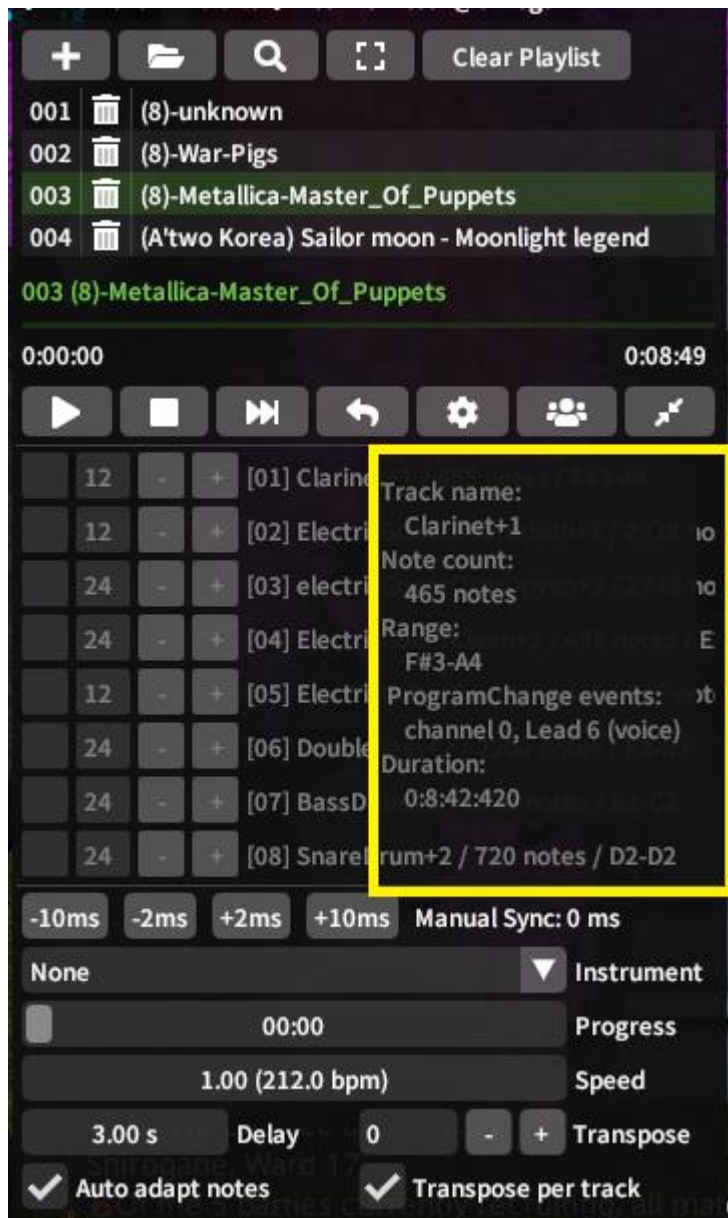 Clear Playlist
001 (8)-unknown
002 (8)-War-Pigs
003 (8)-Metallica-Master_Of_Puppets
004 (A'two Korea) Sailor moon - Moonlight legend
003 (8)-Metallica-Master_Of_Puppets
0:00:00 0:08:49
12 - + [01] Clarine
12 - + [02] Electri no
24 - + [03] electri no
24 - + [04] Electri E
12 - + [05] Electri ot
24 - + [06] Double
24 - + [07] BassD
24 - + [08] SnareDrum+2 / 720 notes / D2-D2
Track name:
Clarinet+1
Note count:
465 notes
Range:
F#3-A4
ProgramChange events:
channel 0, Lead 6 (voice)
Duration:
0:8:42:420
-10ms -2ms +2ms +10ms Manual Sync: 0 ms
None Instrument
00:00 Progress
1.00 (212.0 bpm) Speed
3.00 s Delay 0 - + Transpose
Auto adapt notes Transpose per track